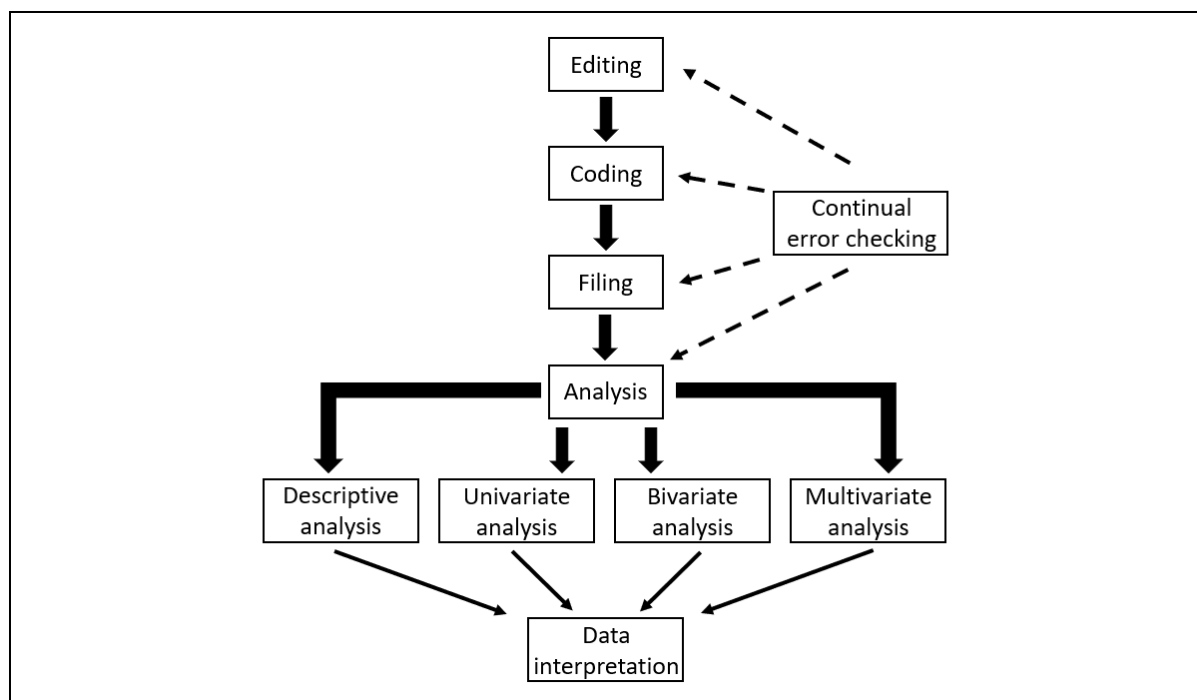 Editing
Coding
Continual
error checking
Filing
Analysis
Descriptive
analysis
Univariate
analysis
Bivariate
analysis
Multivariate
analysis
Data
interpretation